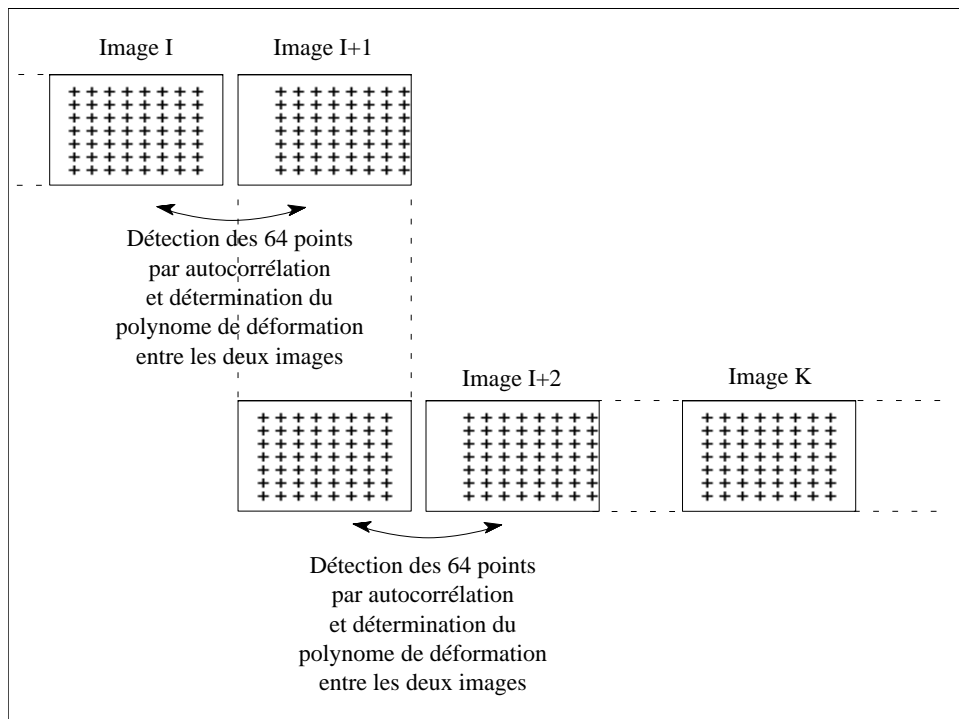 Image I
Image I+1
Détection des 64 points
par autocorrélation
et détermination du
polynome de déformation
entre les deux images
Image I+2
Image K
Détection des 64 points
par autocorrélation
et détermination du
polynome de déformation
entre les deux images